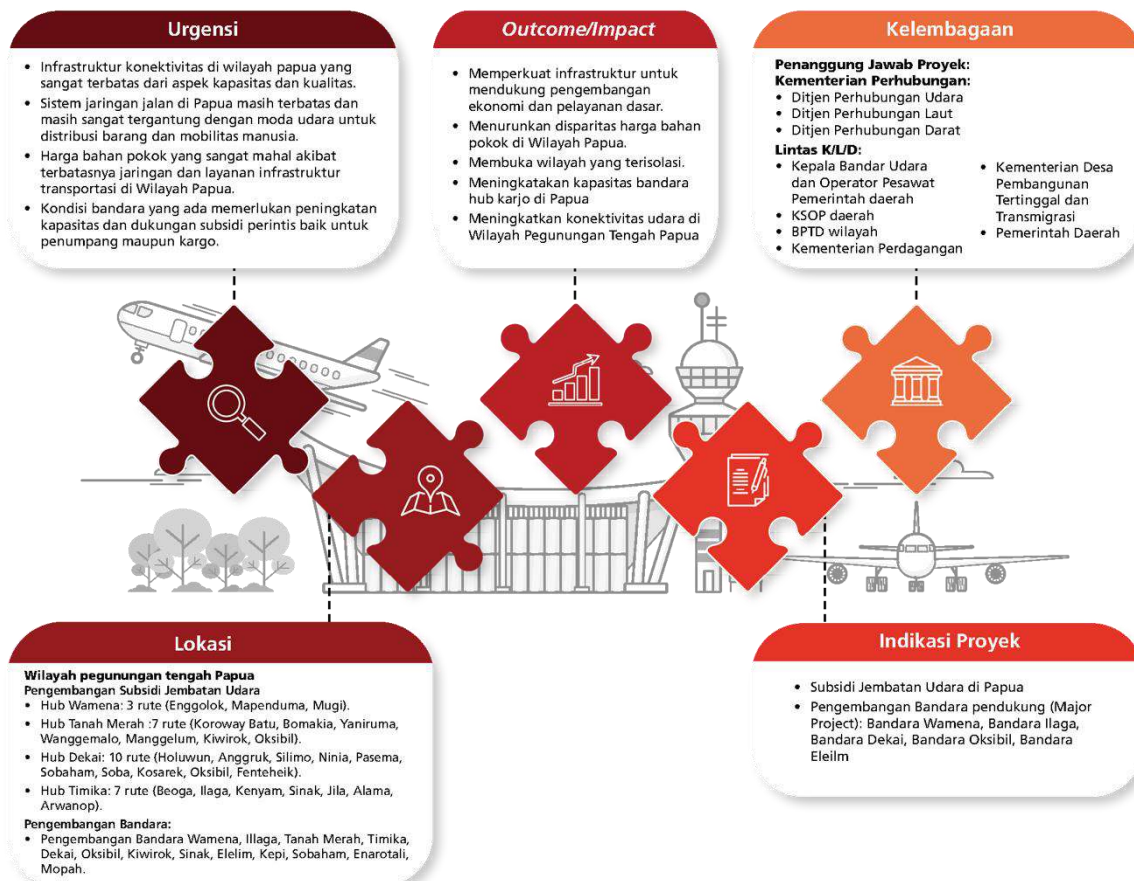 Urgensi
• Infrastruktur konektivitas di wilayah papua yang
sangat terbatas dari aspek kapasitas dan kualitas.
• Sistem jaringan jalan di Papua masih terbatas dan
masih sangat tergantung dengan moda udara untuk
distribusi barang dan mobilitas manusia.
• Harga bahan pokok yang sangat mahal akibat
terbatasnya jaringan dan layanan infrastruktur
transportasi di Wilayah Papua.
• Kondisi bandara yang ada memerlukan peningkatan
kapasitas dan dukungan subsidi perintis baik untuk
penumpang maupun kargo.
Outcome/Impact
• Memperkuat infrastruktur untuk
mendukung pengembangan
ekonomi dan pelayanan dasar.
• Menurunkan disparitas harga bahan
pokok di Wilayah Papua.
• Membuka wilayah yang terisolasi.
• Meningkatakan kapasitas bandara
hub karjo di Papua
• Meningkatkan konektivitas udara di
Wilayah Pegunungan Tengah Papua
Kelembagaan
Penanggung Jawab Proyek:
Kementerian Perhubungan:
• Ditjen Perhubungan Udara
• Ditjen Perhubungan Laut
• Ditjen Perhubungan Darat
Lintas K/L/D:
• Kepala Bandar Udara
dan Operator Pesawat
Pemerintah daerah
• KSOP daerah
• BPTD wilayah
• Kementerian Perdagangan
• Kementerian Desa
Pembangunan
Tertinggal dan
Transmigrasi
• Pemerintah Daerah
Lokasi
Wilayah pegunungan tengah Papua
Pengembangan Subsidi Jembatan Udara
• Hub Wamena: 3 rute (Enggolok, Mapenduma, Mugi).
• Hub Tanah Merah :7 rute (Koroway Batu, Bomakia, Yaniruma,
Wanggemalo, Manggelum, Kiwirok, Oksibil).
• Hub Dekai: 10 rute (Holuwun, Anggruk, Silimo, Ninia, Pasema,
Sobaham, Soba, Kosarek, Oksibil, Fenteheik).
• Hub Timika: 7 rute (Beoga, Ilaga, Kenyam, Sinak, Jila, Alama,
Arwanop).
Pengembangan Bandara:
• Pengembangan Bandara Wamena, Illaga, Tanah Merah, Timika,
Dekai, Oksibil, Kiwirok, Sinak, Elelim, Kepi, Sobaham, Enarotali,
Mopah.
Indikasi Proyek
• Subsidi Jembatan Udara di Papua
• Pengembangan Bandara pendukung (Major
Project): Bandara Wamena, Bandara Ilaga,
Bandara Dekai, Bandara Oksibil, Bandara
Eleilm